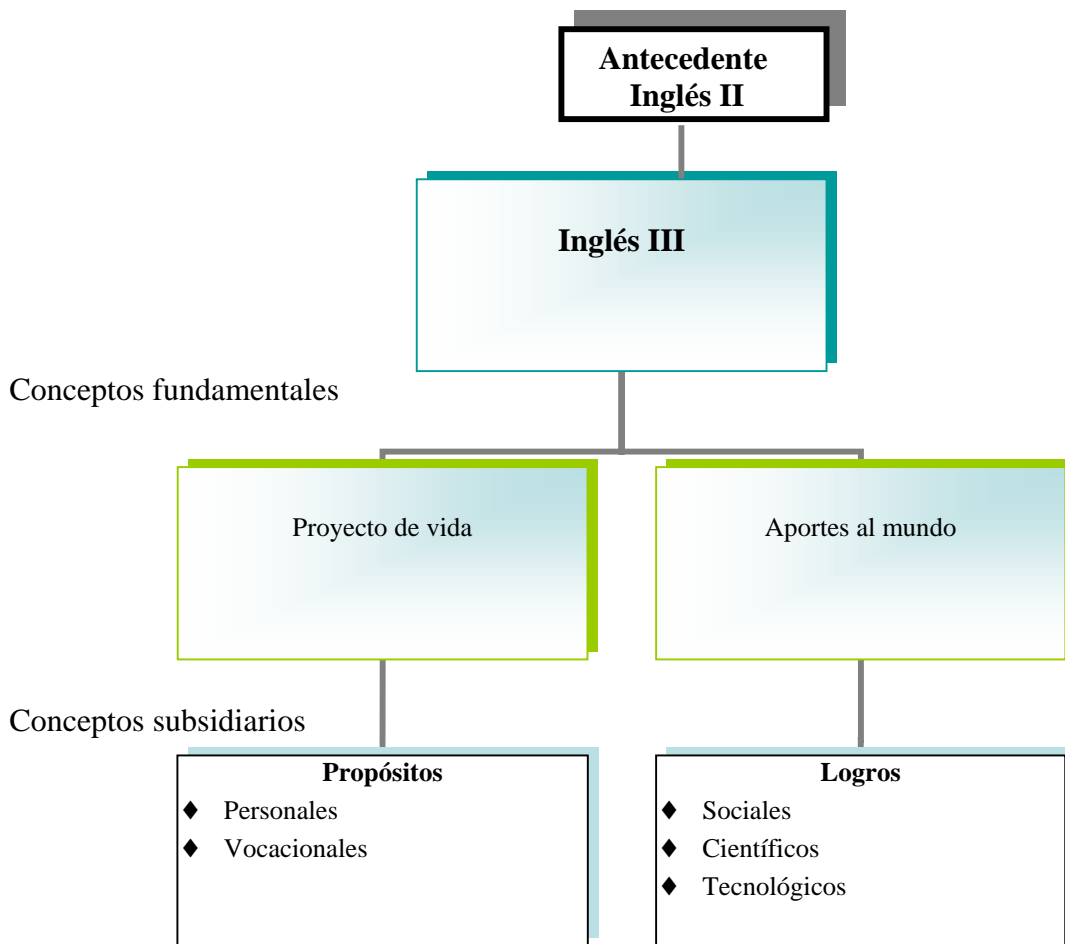 Antecedente
Inglés II
Inglés III
Conceptos fundamentales
Proyecto de vida
Aportes al mundo
Conceptos subsidiarios
Propósitos
♦ Personales
♦ Vocacionales
Logros
♦ Sociales
♦ Científicos
♦ Tecnológicos